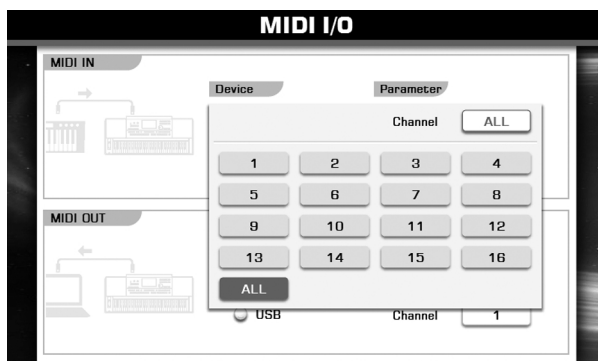 MIDI I/O
MIDI IN
Device Parameter
Channel ALL
1 2 3 4
5 6 7 8
9 10 11 12
13 14 15 16
ALL
MIDI OUT
USB Channel 1